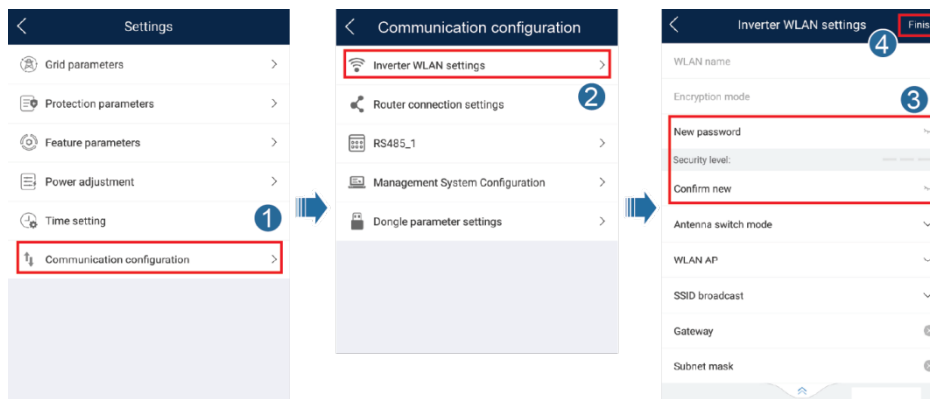 Settings
Grid parameters
Protection parameters
Feature parameters
Power adjustment
Time setting
1
Communication configuration
Communication configuration
Inverter WLAN settings
2
Router connection settings
RS485_1
Management System Configuration
Dongle parameter settings
Inverter WLAN settings
Finis
4
WLAN name
Encryption mode
3
New password
Security level:
Confirm new
Antenna switch mode
WLAN AP
SSID broadcast
Gateway
Subnet mask